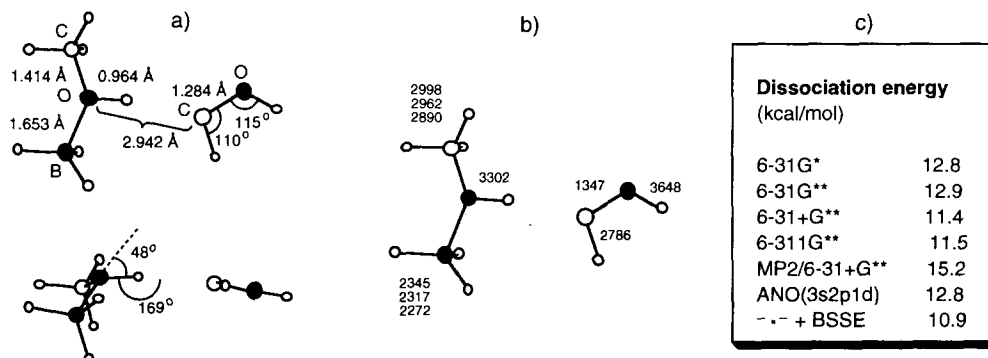 a)
C
1.414 Å
0.964 Å
O
1.653 Å
B
2.942 Å
1.284 Å
O
C
115°
110°
48°
169°
b)
2998
2962
2890
3302
2345
2317
2272
1347
3648
2786
c)
Dissociation energy
(kcal/mol)
6-31G* 12.8
6-31G** 12.9
6-31+G** 11.4
6-311G** 11.5
MP2/6-31+G** 15.2
ANO(3s2p1d) 12.8
-"- + BSSE 10.9